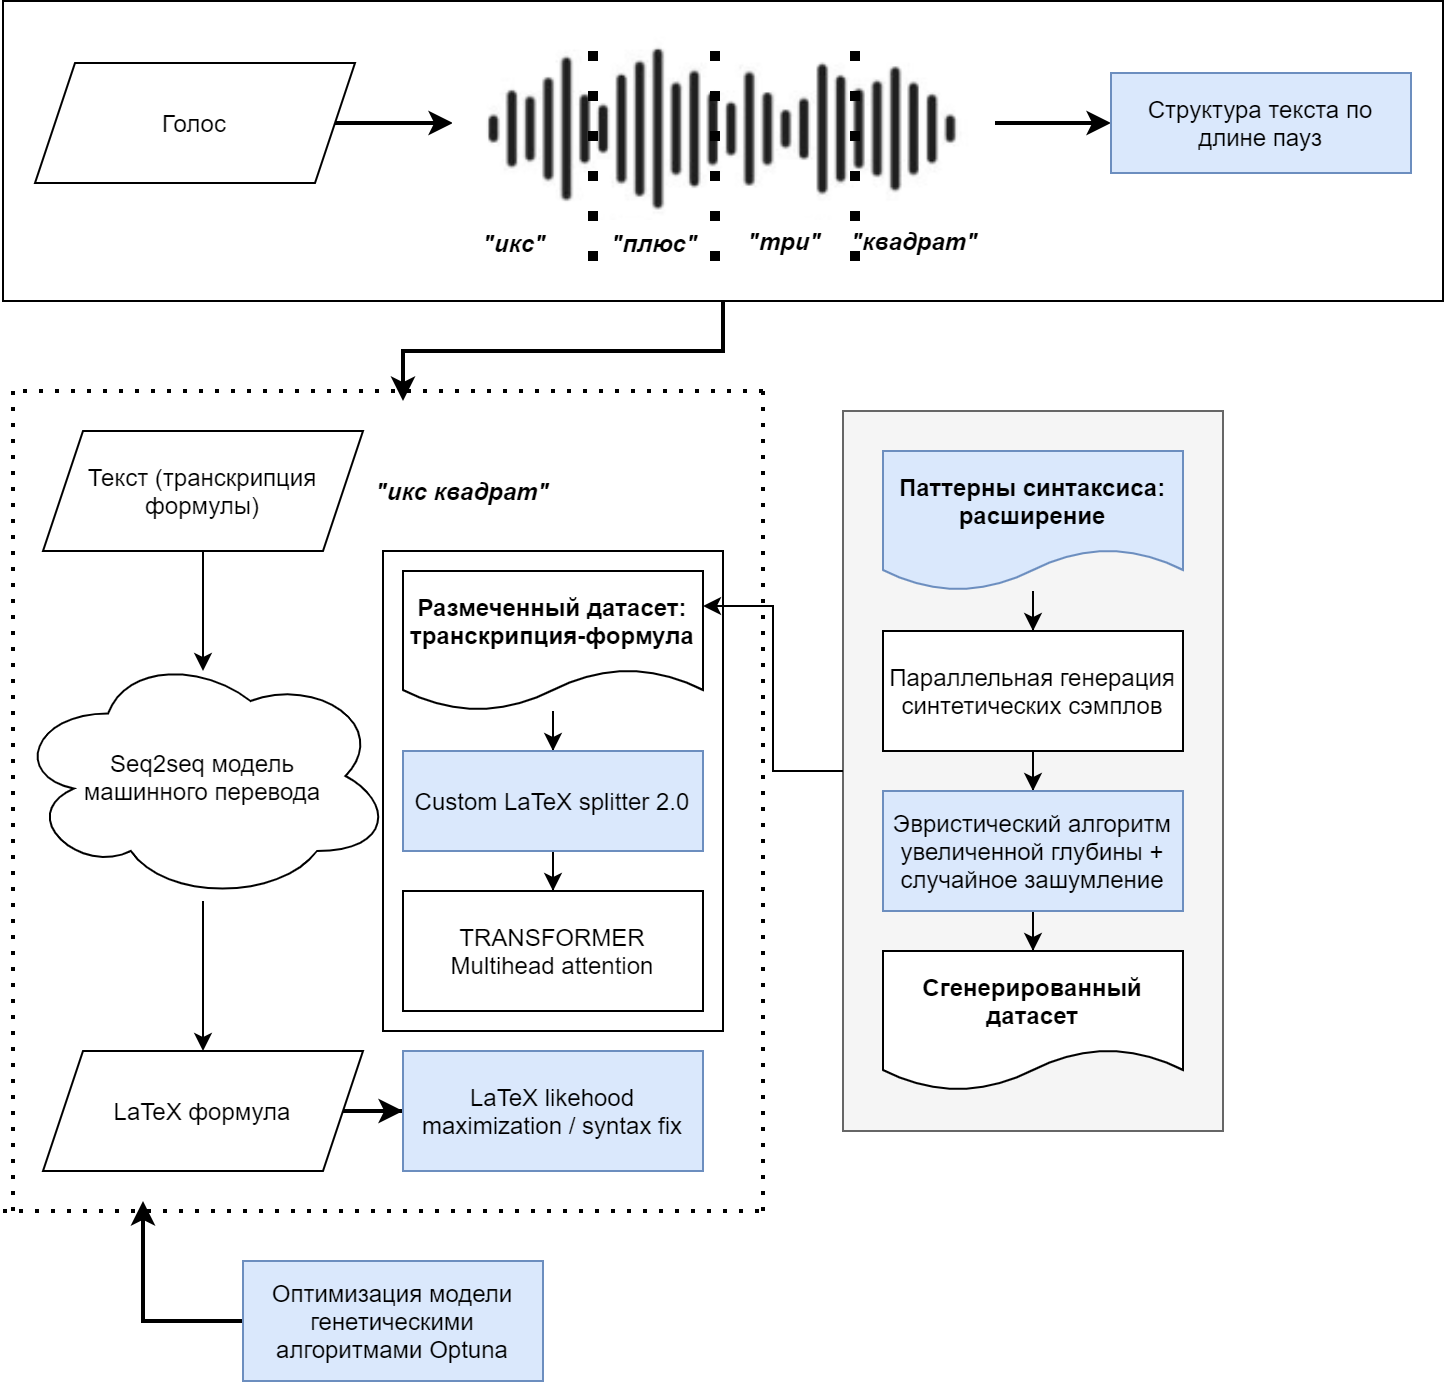 Голос
"икс"
"плюс"
"три"
"квадрат"
Структура текста по
длине пауз
Текст (транскрипция
формулы)
"икс квадрат"
Seq2seq модель
машинного перевода
LaTeX формула
Размеченный датасет:
транскрипция-формула
Custom LaTeX splitter 2.0
TRANSFORMER
Multihead attention
LaTeX likehood
maximization / syntax fix
Паттерны синтаксиса:
расширение
Параллельная генерация
синтетических сэмплов
Эвристический алгоритм
увеличенной глубины +
случайное зашумление
Сгенерированный
датасет
Оптимизация модели
генетическими
алгоритмами Optuna